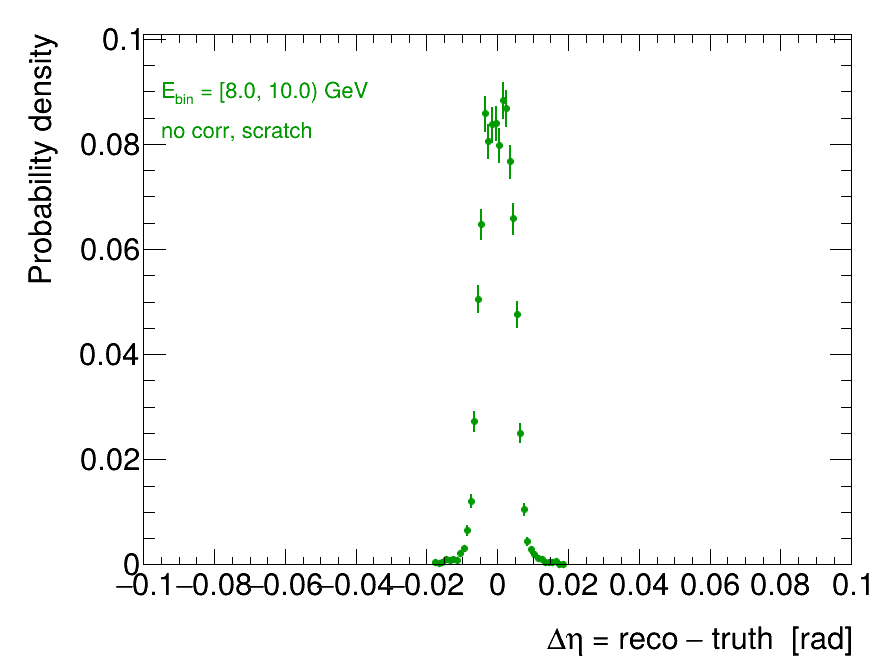 Probability density
0.1
0.08
0.06
0.04
0.02
0
E_bin = [8.0, 10.0) GeV
no corr, scratch
−0.1 −0.08 −0.06 −0.04 −0.02 0 0.02 0.04 0.06 0.08 0.1
Δη = reco − truth [rad]